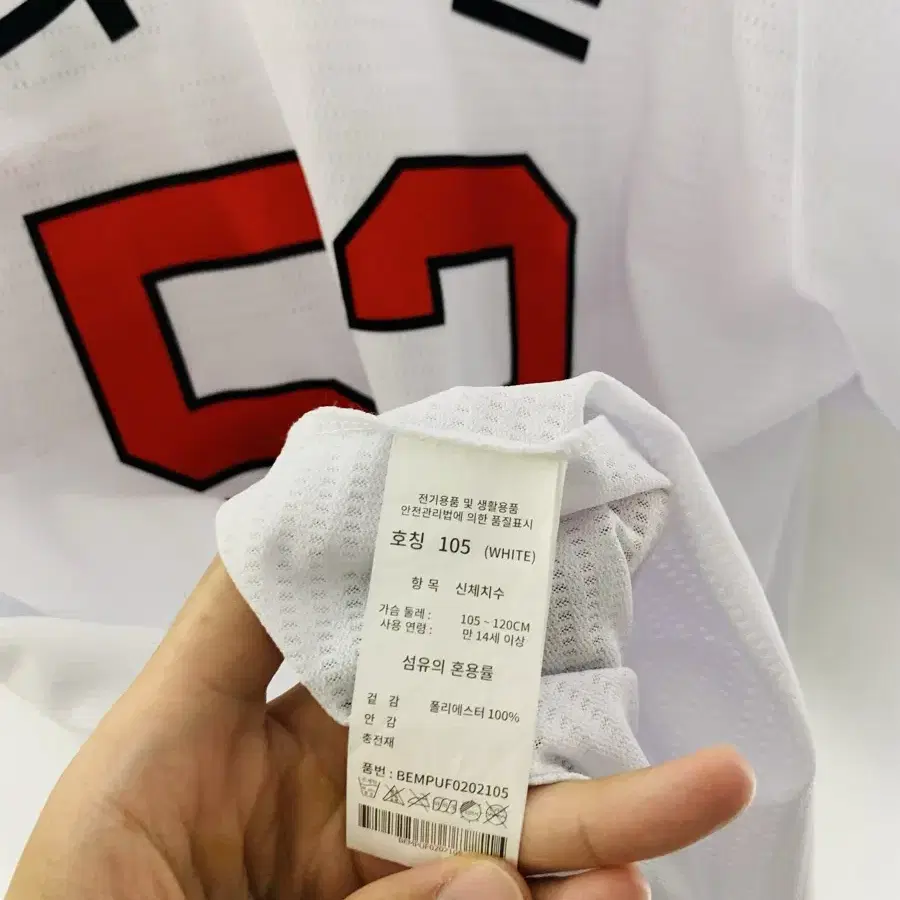 52
전기용품 및 생활용품
안전관리법에 의한 품질표시
호칭 105 (WHITE)
항 목 신체치수
가슴 둘레 : 105 ~ 120CM
사용 연령 : 만 14세 이상
섬유의 혼용률
겉 감 폴리에스터 100%
안 감
충전재
품번 : BEMPUF0202105